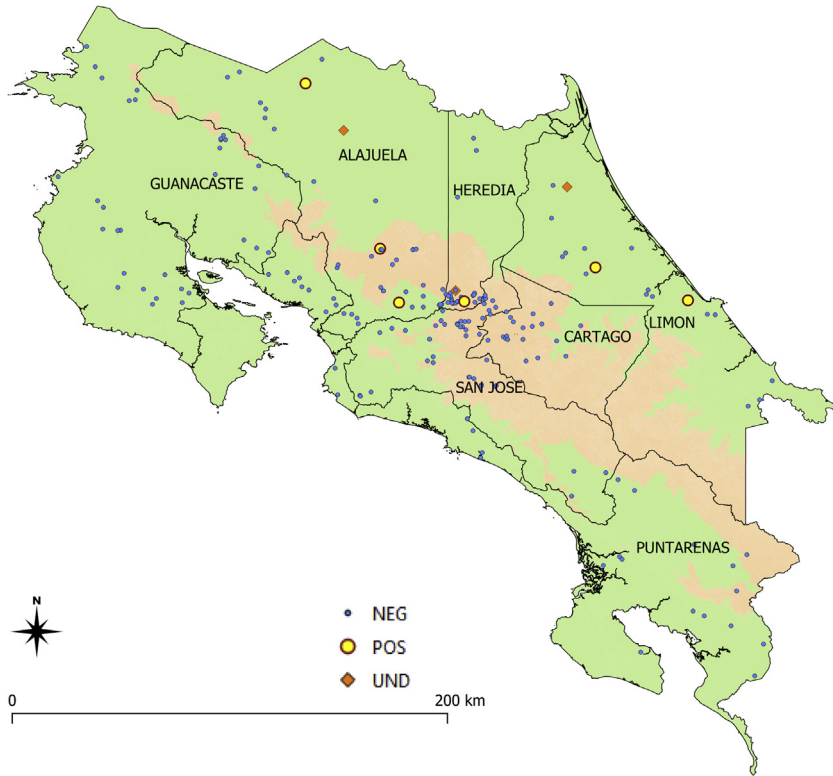 ALAJUELA
GUANACASTE
HEREDIA
LIMON
CARTAGO
SAN JOSE
PUNTARENAS
N
NEG
POS
UND
0 200 km